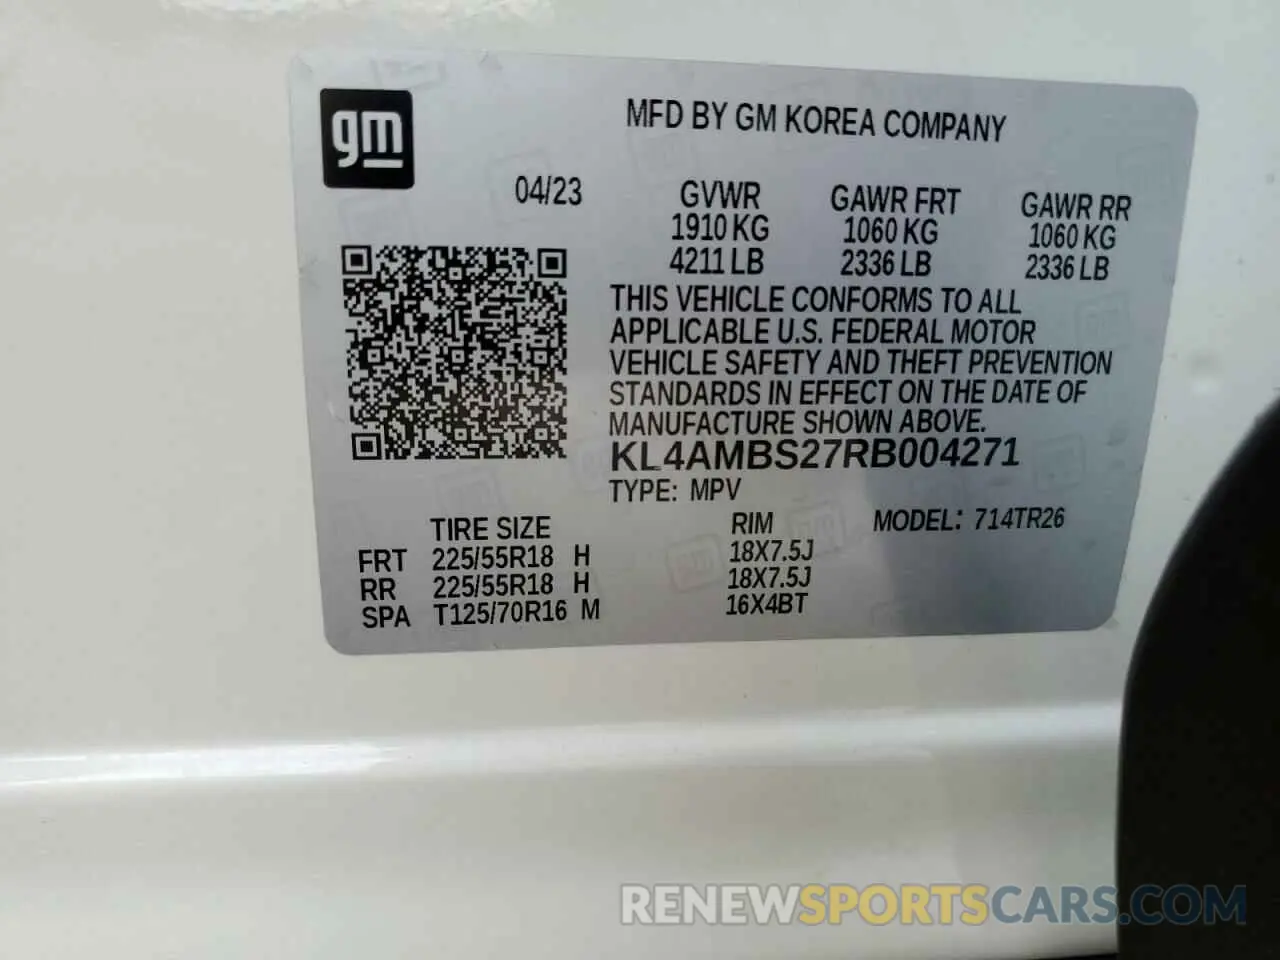 gm
MFD BY GM KOREA COMPANY
04/23
GVWR GAWR FRT GAWR RR
1910 KG 1060 KG 1060 KG
4211 LB 2336 LB 2336 LB
THIS VEHICLE CONFORMS TO ALL
APPLICABLE U.S. FEDERAL MOTOR
VEHICLE SAFETY AND THEFT PREVENTION
STANDARDS IN EFFECT ON THE DATE OF
MANUFACTURE SHOWN ABOVE.
KL4AMBS27RB004271
TYPE: MPV
TIRE SIZE RIM MODEL: 714TR26
FRT 225/55R18 H 18X7.5J
RR 225/55R18 H 18X7.5J
SPA T125/70R16 M 16X4BT
RENEWSPORTSCARS.COM